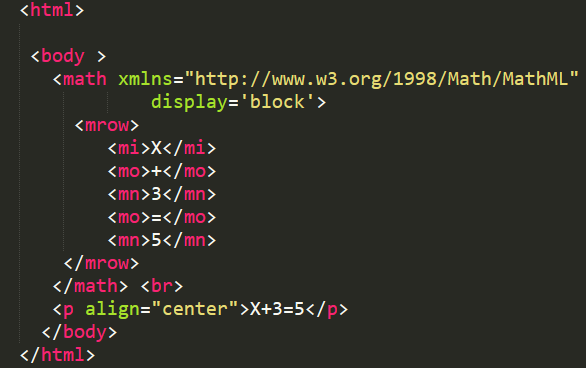 <html>
<body >
<math xmlns="http://www.w3.org/1998/Math/MathML"
display='block'>
<mrow>
<mi>X</mi>
<mo>+</mo>
<mn>3</mn>
<mo>=</mo>
<mn>5</mn>
</mrow>
</math> <br>
<p align="center">X+3=5</p>
</body>
</html>